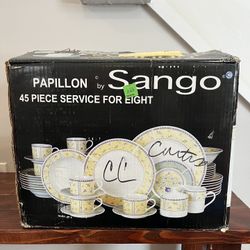 PAPILLON © by Sango
45 PIECE SERVICE FOR EIGHT
CC